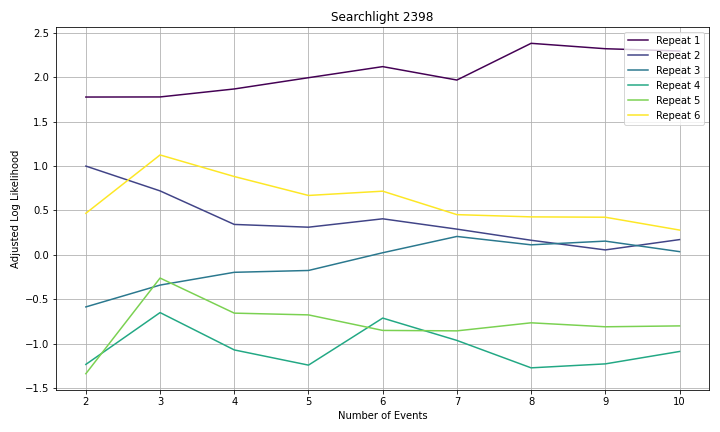 Searchlight 2398
Adjusted Log Likelihood
2.5
2.0
1.5
1.0
0.5
0.0
−0.5
−1.0
−1.5
Repeat 1
Repeat 2
Repeat 3
Repeat 4
Repeat 5
Repeat 6
2 3 4 5 6 7 8 9 10
Number of Events